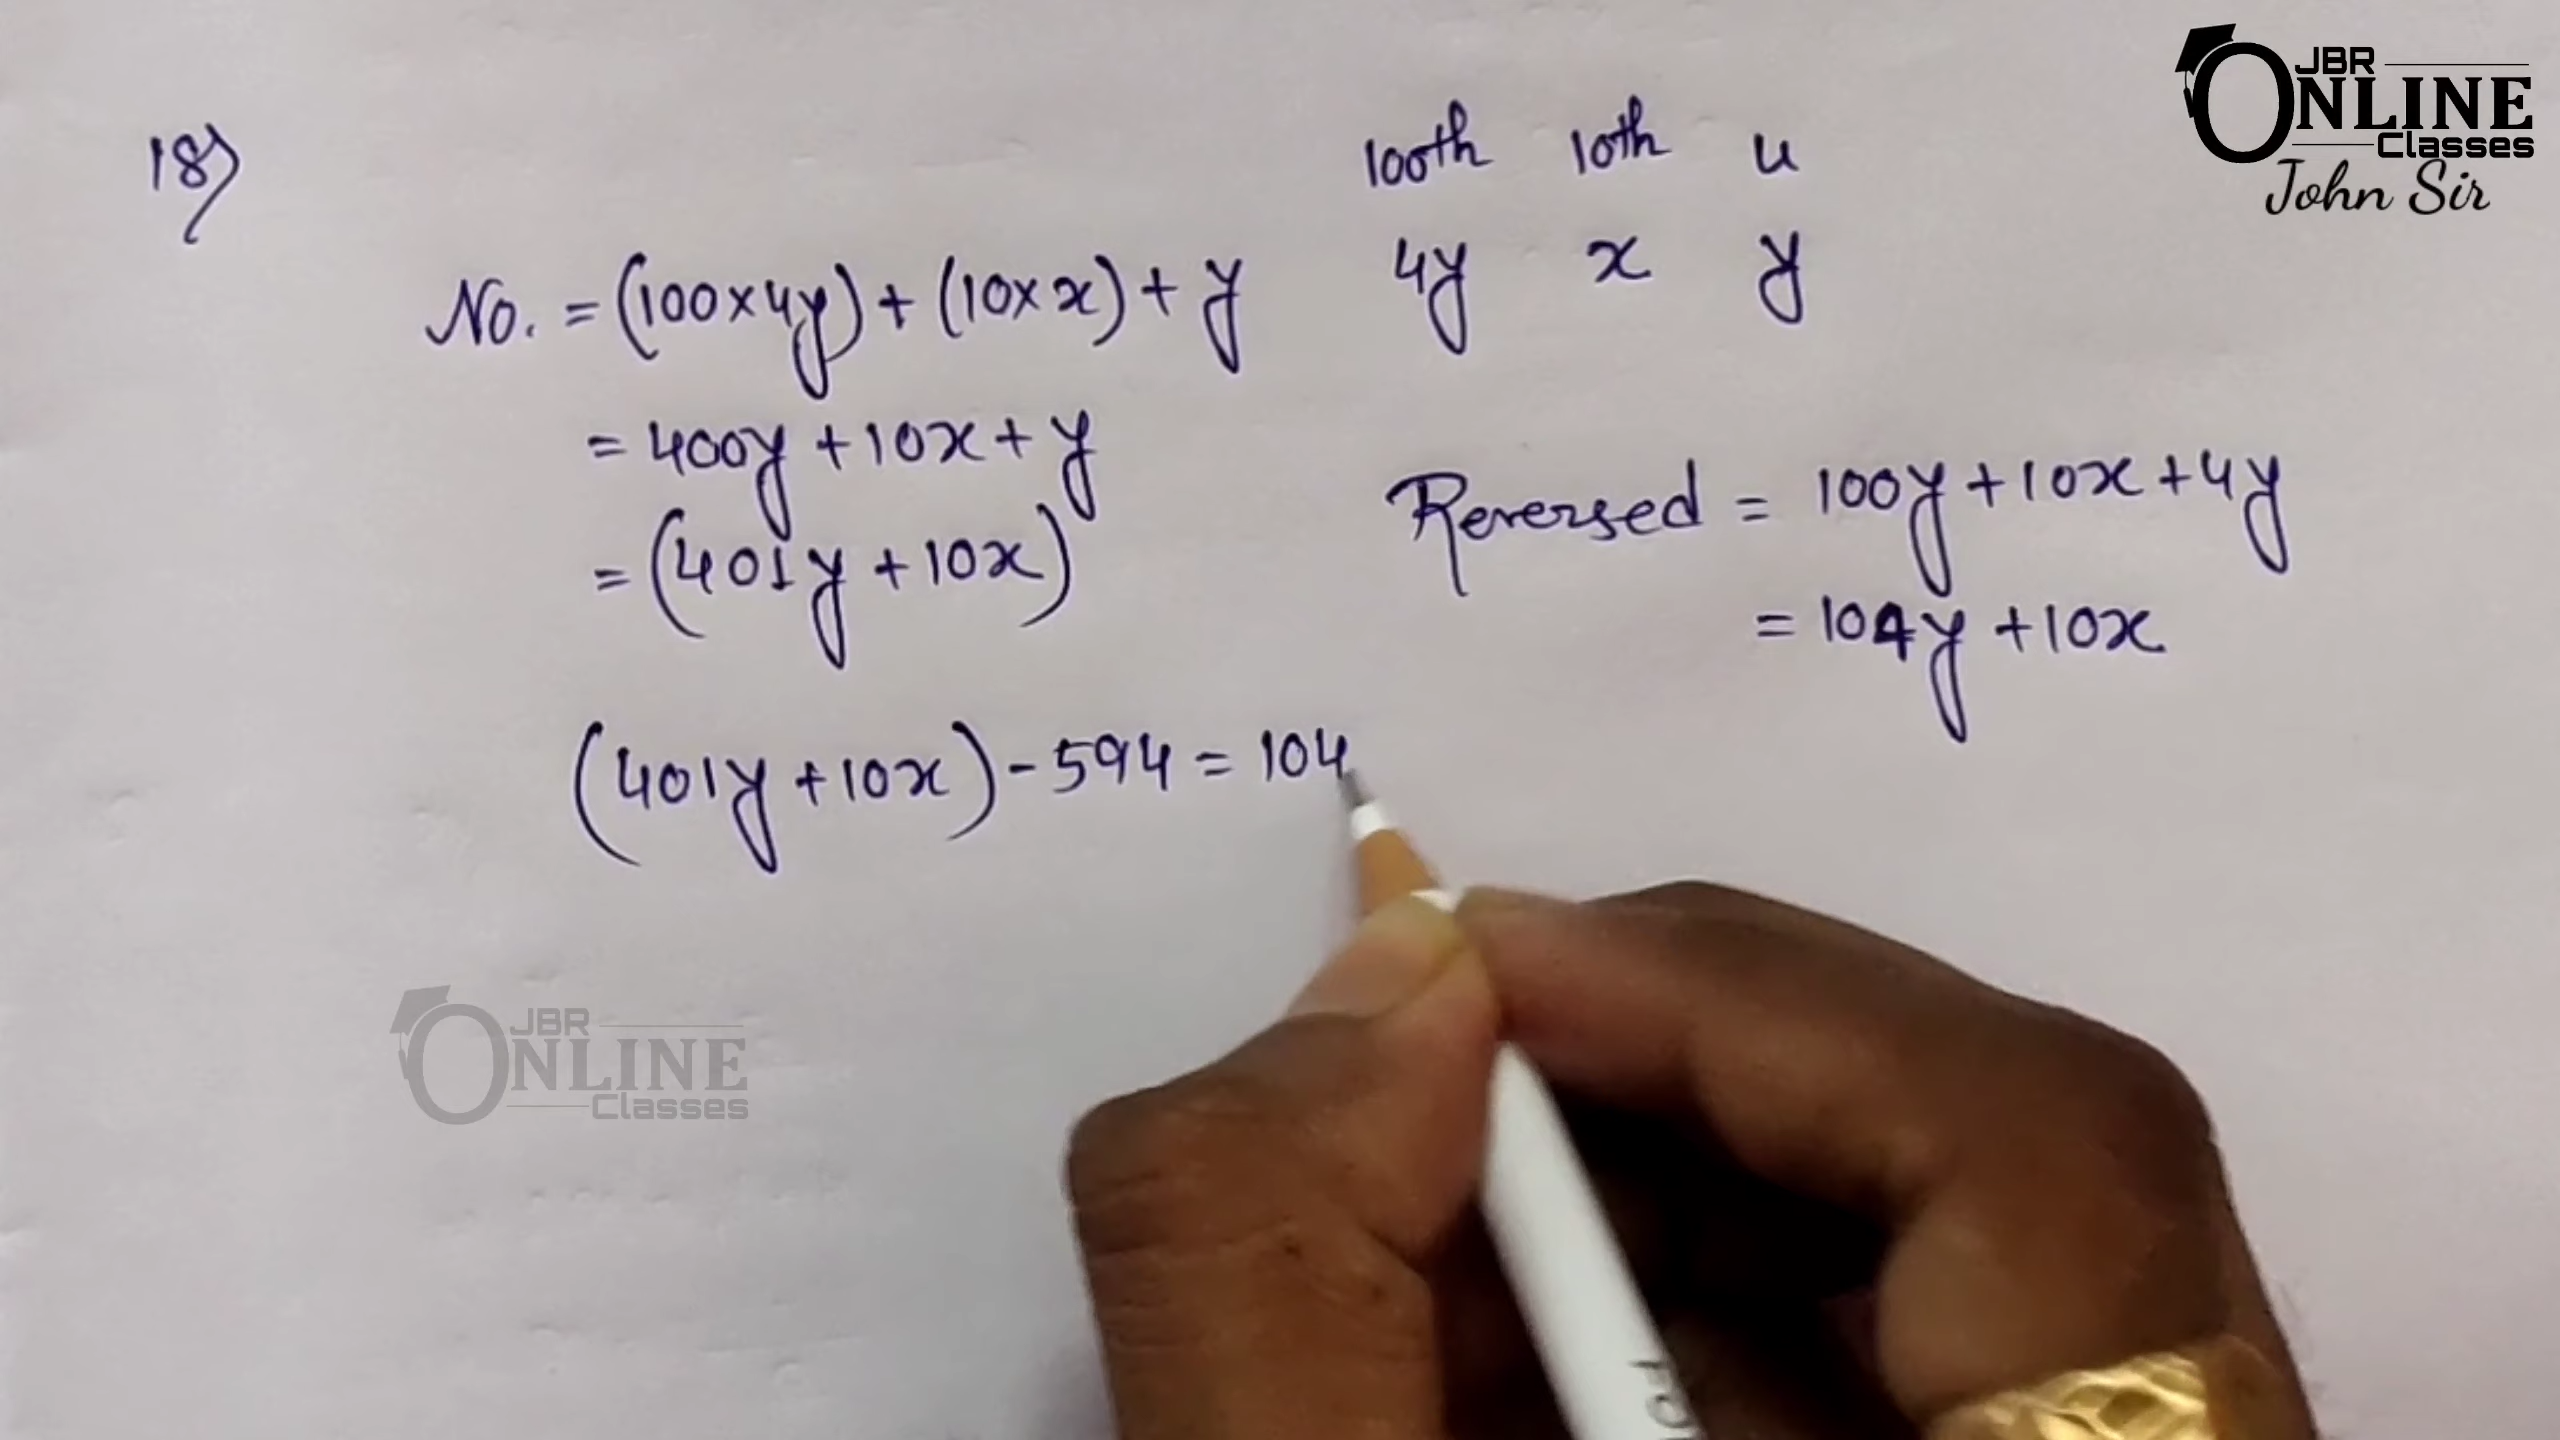 JBR
ONLINE
Classes
John Sir
18)
100th 10th u
4y x y
No. = (100×4y) + (10×x) + y
= 400y + 10x + y
= (401y + 10x)
Reversed = 100y + 10x + 4y
= 104y + 10x
(401y + 10x) - 594 = 104
JBR
ONLINE
Classes